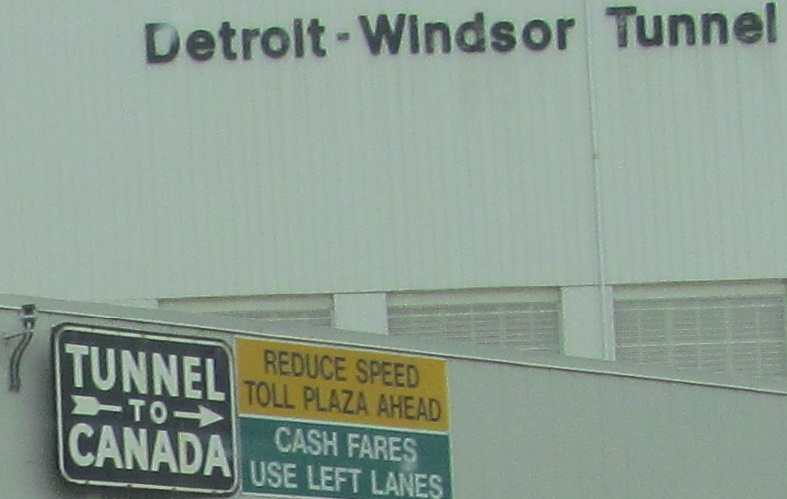 Detroit-Windsor Tunnel
TUNNEL
TO
CANADA
REDUCE SPEED
TOLL PLAZA AHEAD
CASH FARES
USE LEFT LANES